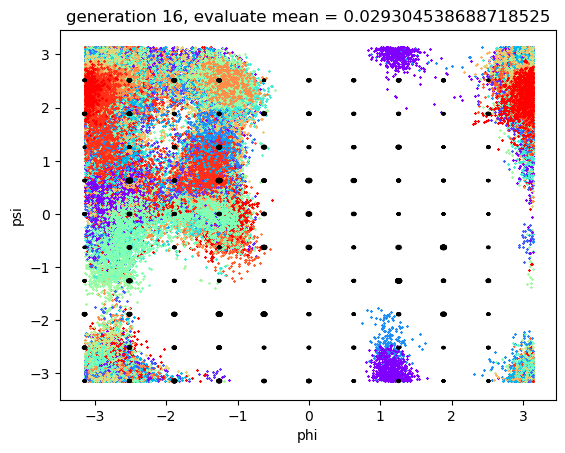 generation 16, evaluate mean = 0.029304538688718525
3
2
1
0
−1
−2
−3
psi
−3 −2 −1 0 1 2 3
phi